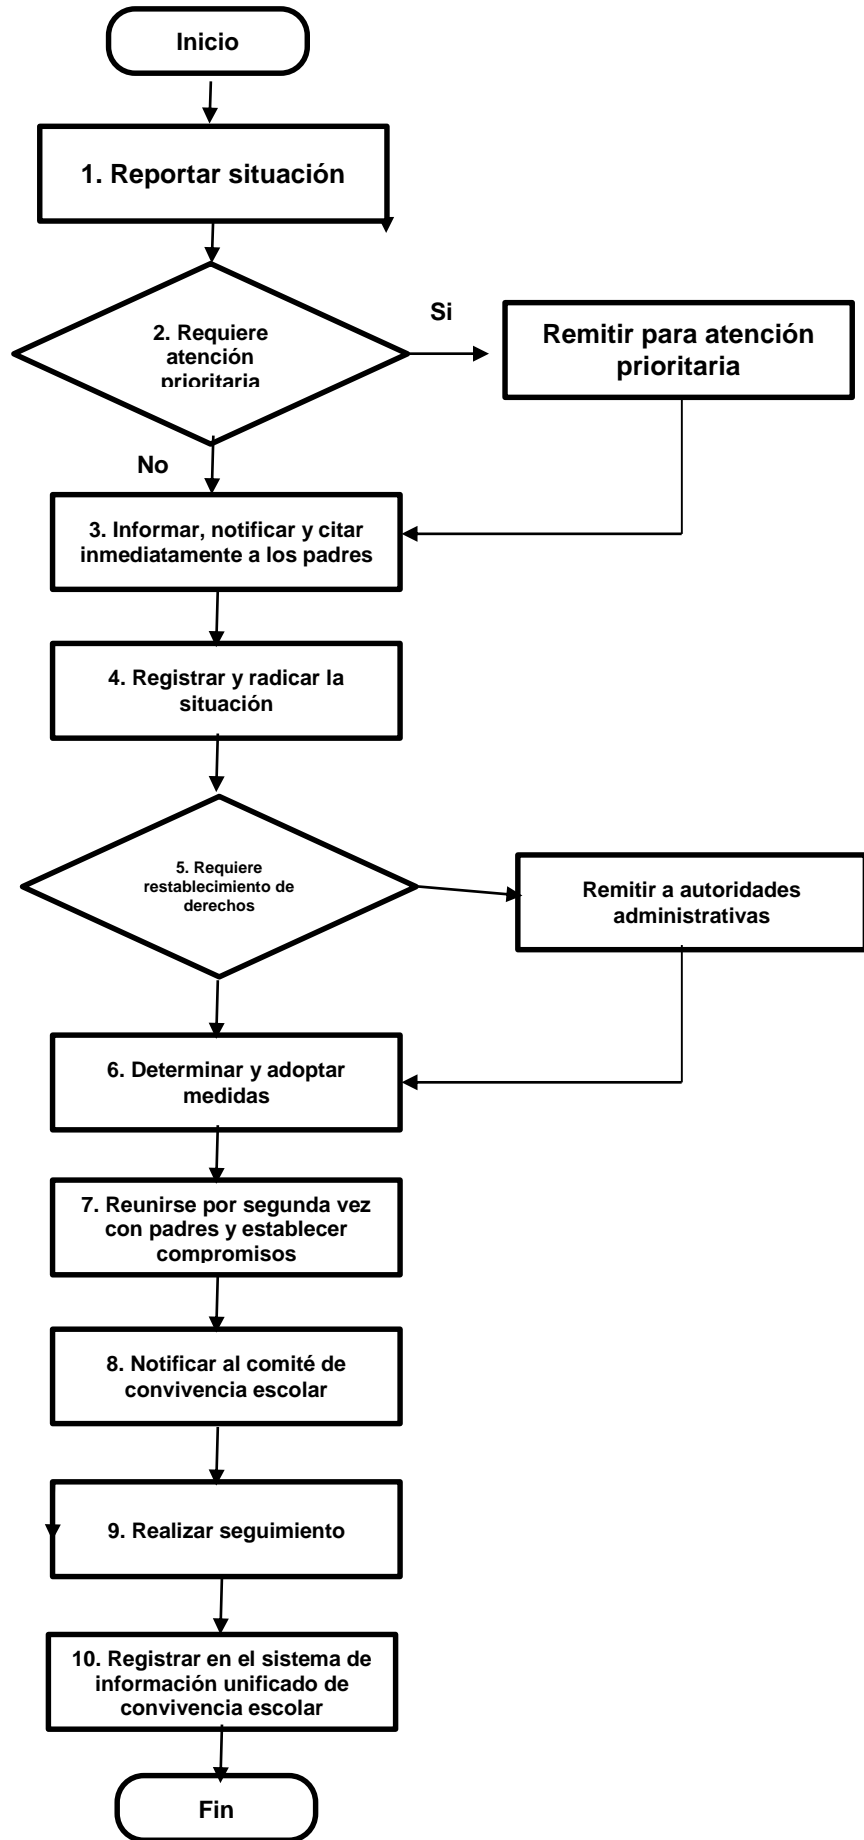 Inicio
1. Reportar situación
2. Requiere
atención
prioritaria
Si
Remitir para atención
prioritaria
No
3. Informar, notificar y citar
inmediatamente a los padres
4. Registrar y radicar la
situación
5. Requiere
restablecimiento de
derechos
Remitir a autoridades
administrativas
6. Determinar y adoptar
medidas
7. Reunirse por segunda vez
con padres y establecer
compromisos
8. Notificar al comité de
convivencia escolar
9. Realizar seguimiento
10. Registrar en el sistema de
información unificado de
convivencia escolar
Fin